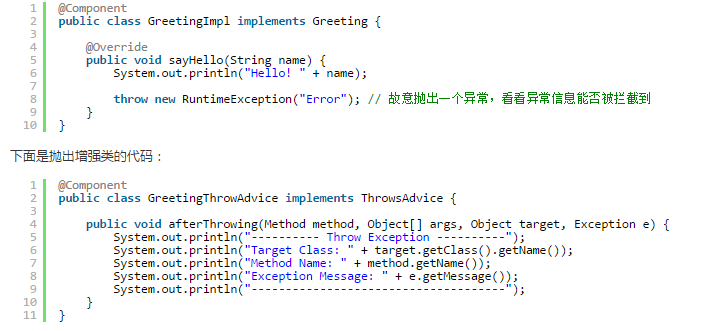 1 @Component
2 public class GreetingImpl implements Greeting {
3
4     @Override
5     public void sayHello(String name) {
6         System.out.println("Hello! " + name);
7
8         throw new RuntimeException("Error"); // 故意抛出一个异常，看看异常信息能否被拦截到
9     }
10 }
下面是抛出增强类的代码：
1 @Component
2 public class GreetingThrowAdvice implements ThrowsAdvice {
3
4     public void afterThrowing(Method method, Object[] args, Object target, Exception e) {
5         System.out.println("---------- Throw Exception ----------");
6         System.out.println("Target Class: " + target.getClass().getName());
7         System.out.println("Method Name: " + method.getName());
8         System.out.println("Exception Message: " + e.getMessage());
9         System.out.println("-------------------------------------");
10     }
11 }